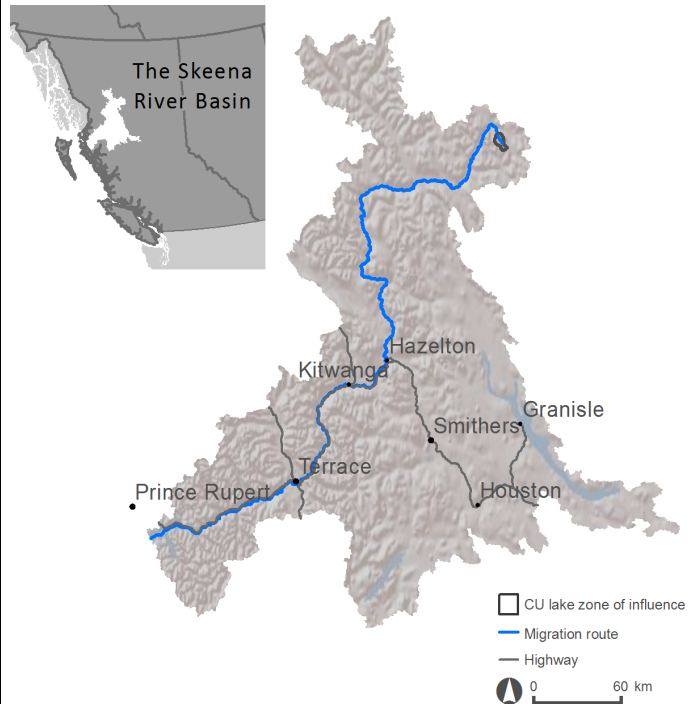 The Skeena
River Basin
Hazelton
Kitwanga
Granisle
Smithers
Terrace
Prince Rupert
Houston
CU lake zone of influence
Migration route
Highway
0 60 km